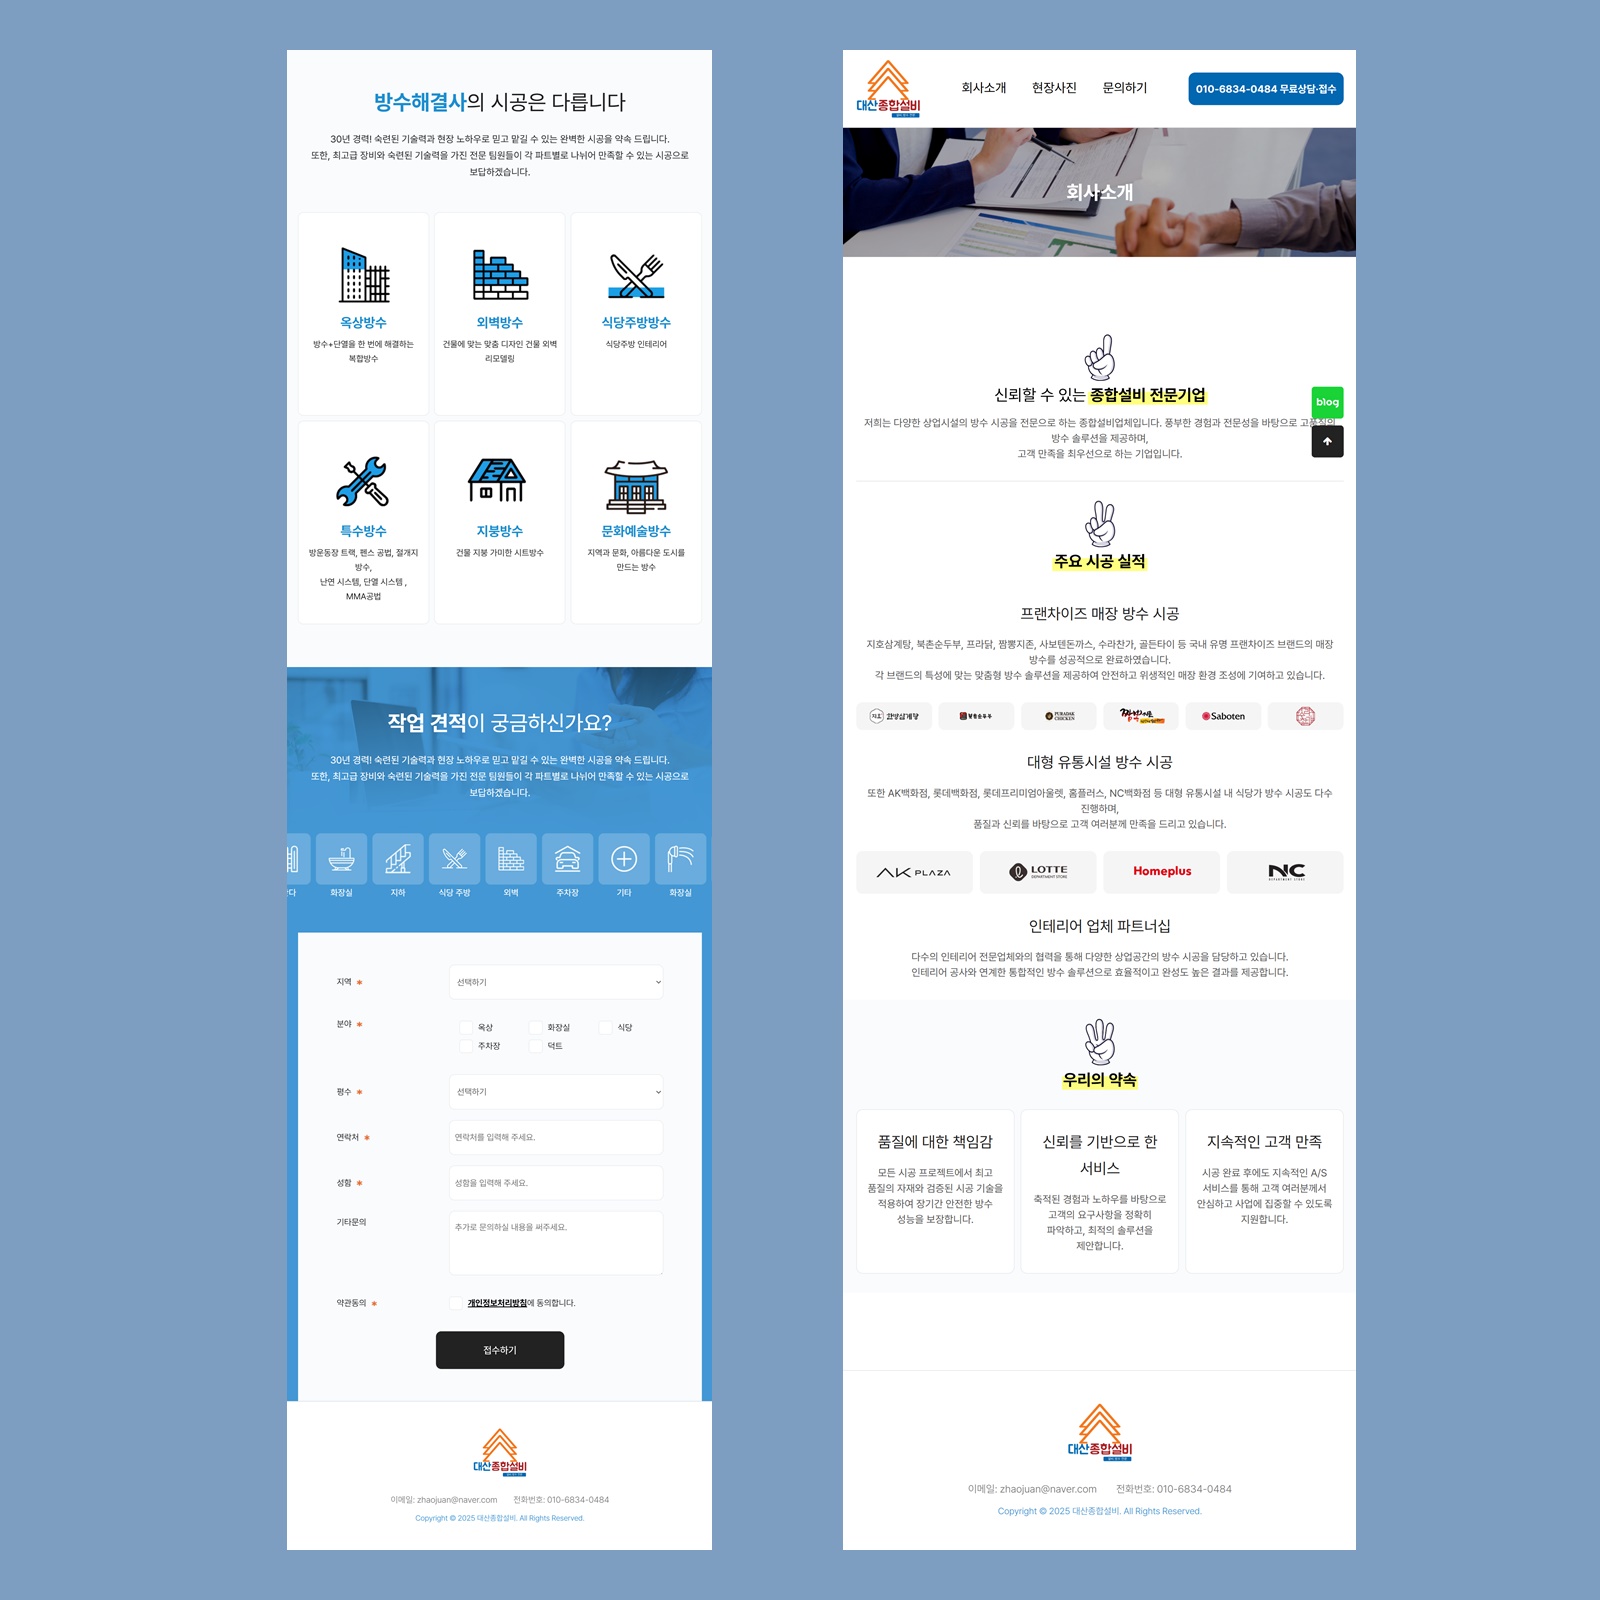 방수해결사의 시공은 다릅니다
30년 경력! 숙련된 기술력과 현장 노하우로 믿고 맡길 수 있는 완벽한 시공을 약속 드립니다.
또한, 최고급 장비와 숙련된 기술력을 가진 전문 팀원들이 각 파트별로 나뉘어 만족할 수 있는 시공으로
보답하겠습니다.
옥상방수
방수+단열을 한 번에 해결하는
복합방수
외벽방수
건물에 맞는 맞춤 디자인 건물 외벽
리모델링
식당주방방수
식당주방 인테리어
특수방수
방운동장 트랙, 펜스 공법, 절개지
방수,
난연 시스템, 단열 시스템 ,
MMA공법
지붕방수
건물 지붕 가미한 시트방수
문화예술방수
지역과 문화, 아름다운 도시를
만드는 방수
작업 견적이 궁금하신가요?
30년 경력! 숙련된 기술력과 현장 노하우로 믿고 맡길 수 있는 완벽한 시공을 약속 드립니다.
또한, 최고급 장비와 숙련된 기술력을 가진 전문 팀원들이 각 파트별로 나뉘어 만족할 수 있는 시공으로
보답하겠습니다.
화장실
지하
식당 주방
외벽
주차장
기타
화장실
지역 *
선택하기
분야 *
옥상
화장실
식당
주차장
덕트
평수 *
선택하기
연락처 *
연락처를 입력해 주세요.
성함 *
성함을 입력해 주세요.
기타문의
추가로 문의하실 내용을 써주세요.
약관동의 *
개인정보처리방침에 동의합니다.
접수하기
대산종합설비
이메일: zhaojuan@naver.com 전화번호: 010-6834-0484
Copyright © 2025 대산종합설비. All Rights Reserved.
대산종합설비
회사소개
현장사진
문의하기
010-6834-0484 무료상담·접수
회사소개
신뢰할 수 있는 종합설비 전문기업
저희는 다양한 상업시설의 방수 시공을 전문으로 하는 종합설비업체입니다. 풍부한 경험과 전문성을 바탕으로 고품질의
방수 솔루션을 제공하며,
고객 만족을 최우선으로 하는 기업입니다.
blog
주요 시공 실적
프랜차이즈 매장 방수 시공
지호삼계탕, 북촌순두부, 프라닭, 짬뽕지존, 사보텐돈까스, 수라찬가, 골든타이 등 국내 유명 프랜차이즈 브랜드의 매장
방수를 성공적으로 완료하였습니다.
각 브랜드의 특성에 맞는 맞춤형 방수 솔루션을 제공하여 안전하고 위생적인 매장 환경 조성에 기여하고 있습니다.
지호 한방삼계탕
북촌순두부
PURADAK
CHICKEN
짬뽕지존
Saboten
대형 유통시설 방수 시공
또한 AK백화점, 롯데백화점, 롯데프리미엄아울렛, 홈플러스, NC백화점 등 대형 유통시설 내 식당가 방수 시공도 다수
진행하며,
품질과 신뢰를 바탕으로 고객 여러분께 만족을 드리고 있습니다.
AK PLAZA
LOTTE
DEPARTMENT STORE
Homeplus
NC
DEPARTMENT STORE
인테리어 업체 파트너십
다수의 인테리어 전문업체와의 협력을 통해 다양한 상업공간의 방수 시공을 담당하고 있습니다.
인테리어 공사와 연계한 통합적인 방수 솔루션으로 효율적이고 완성도 높은 결과를 제공합니다.
우리의 약속
품질에 대한 책임감
모든 시공 프로젝트에서 최고
품질의 자재와 검증된 시공 기술을
적용하여 장기간 안전한 방수
성능을 보장합니다.
신뢰를 기반으로 한
서비스
축적된 경험과 노하우를 바탕으로
고객의 요구사항을 정확히
파악하고, 최적의 솔루션을
제안합니다.
지속적인 고객 만족
시공 완료 후에도 지속적인 A/S
서비스를 통해 고객 여러분께서
안심하고 사업에 집중할 수 있도록
지원합니다.
대산종합설비
이메일: zhaojuan@naver.com 전화번호: 010-6834-0484
Copyright © 2025 대산종합설비. All Rights Reserved.